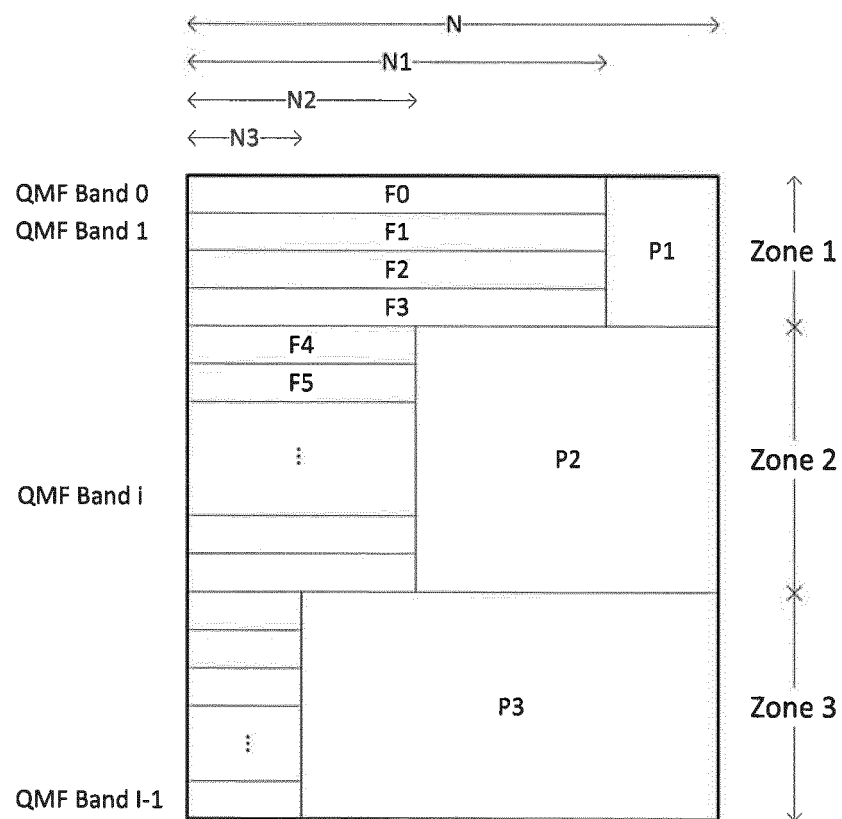 N
N1
N2
N3
QMF Band 0
F0
QMF Band 1
F1
P1
Zone 1
F2
F3
F4
F5
⋮
P2
Zone 2
QMF Band i
P3
Zone 3
⋮
QMF Band I-1